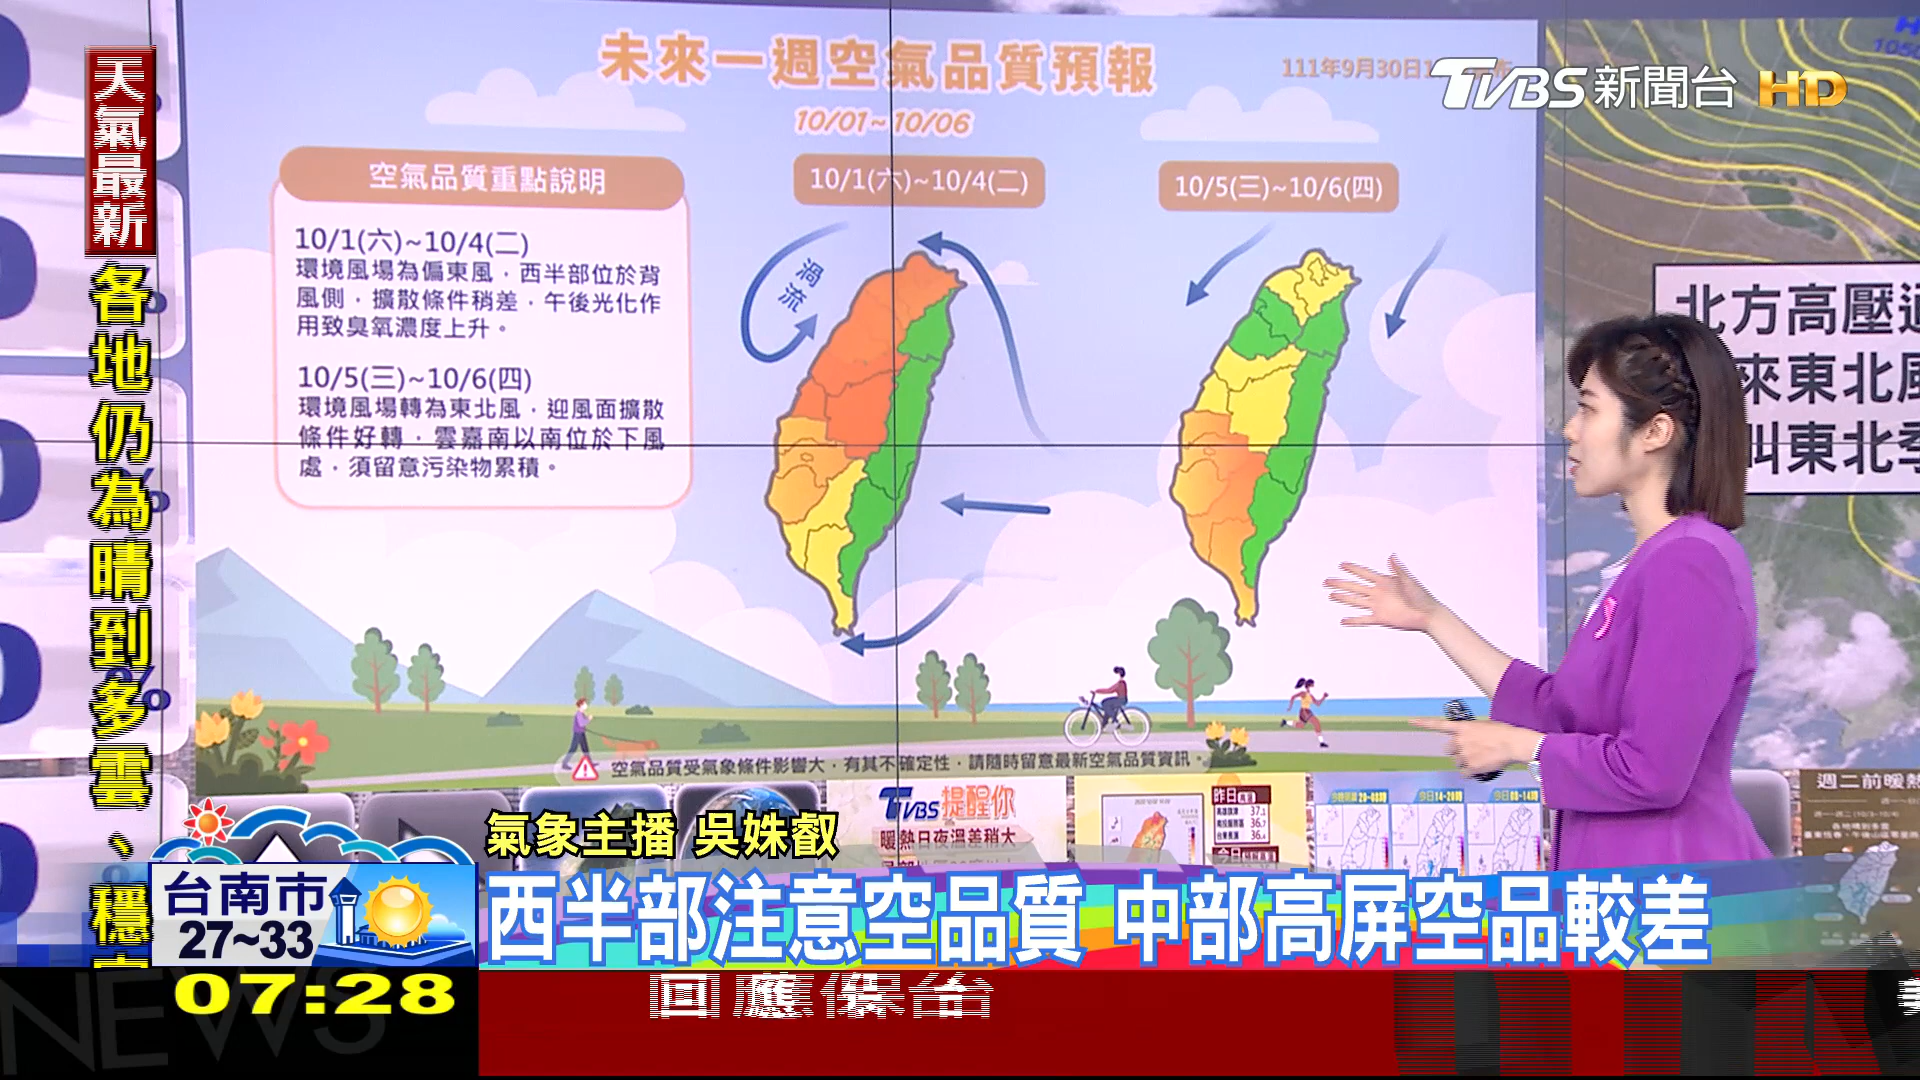 未來一週空氣品質預報
10/01~10/06
111年9月30日
TVBS新聞台 HD
天氣最新
各地仍為晴到多雲、穩
空氣品質重點說明
10/1(六)~10/4(二)
環境風場為偏東風，西半部位於背
風側，擴散條件稍差，午後光化作
用致臭氧濃度上升。
10/5(三)~10/6(四)
環境風場轉為東北風，迎風面擴散
條件好轉，雲嘉南以南位於下風
處，須留意污染物累積。
10/1(六)~10/4(二)
渦流
10/5(三)~10/6(四)
北方高壓
來東北風
叫東北季
空氣品質受氣象條件影響大，有其不確定性，請隨時留意最新空氣品質資訊。
TVBS提醒你
暖熱日夜溫差稍大
昨日
週二前暖熱
氣象主播 吳姝叡
西半部注意空品質 中部高屏空品較差
台南市
27~33
07:28
NEWS
回應保台